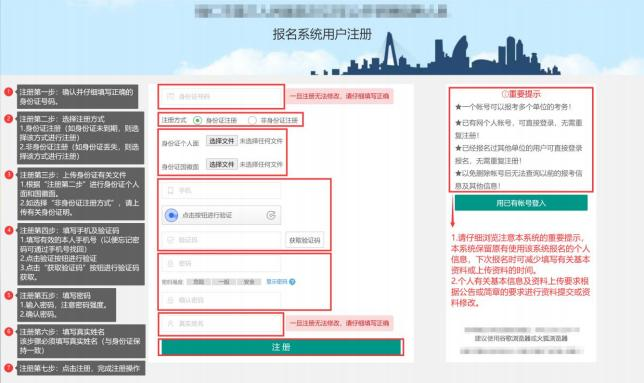 报名系统用户注册
1 注册第一步：确认并仔细填写正确的
身份证号码。
2 注册第二步：选择注册方式
1.身份证注册（如身份证未到期，则选
择该方式进行注册）
2.非身份证注册（如身份证丢失，则选
择该方式进行注册）
3 注册第三步：上传身份证有关文件
1.根据“注册第二步”进行身份证个人
面和国徽面。
2.如选择“非身份证注册方式”，请上
传有关身份证明。
4 注册第四步：填写手机及验证码
1.填写有效的本人手机号（以便忘记密
码可通过手机号找回）
2.点击验证按钮进行验证
3.点击“获取验证码”按钮进行验证码
获取。
5 注册第五步：填写密码
1.输入密码，注意密码强度。
2.确认密码。
6 注册第六步：填写真实姓名
该步骤必须填写真实姓名（与身份证保
持一致）
7 注册第七步：点击注册，完成操作
身份证号码
一旦注册无法修改，请仔细填写正确
注册方式 身份证注册 非身份证注册
身份证个人面 选择文件 未选择任何文件
身份证国徽面 选择文件 未选择任何文件
手机
点击按钮进行验证
验证码 获取验证码
密码
密码强度 危险 一般 安全 显示密码 ?
确认密码
真实姓名
一旦注册无法修改，请仔细填写正确
注 册
重要提示
★一个帐号可以报考多个单位的考务！
★已有网个人帐号，可直接登录，无需重
复注册！
★已经报名过其他单位的用户可直接登录
报名，无需重复注册！
★以免删除帐号后无法查询以前的报考信
息及其他信息！
用已有帐号登入
1.请仔细浏览注意本系统的重要提示，
本系统保留原有使用该系统报名的个人
信息，下次报名时可减少填写有关基本
资料或上传资料的时间。
2.个人有关基本信息及资料上传要求根
据公告或简章的要求进行资料提交或资
料修改。
建议使用谷歌浏览器或火狐浏览器